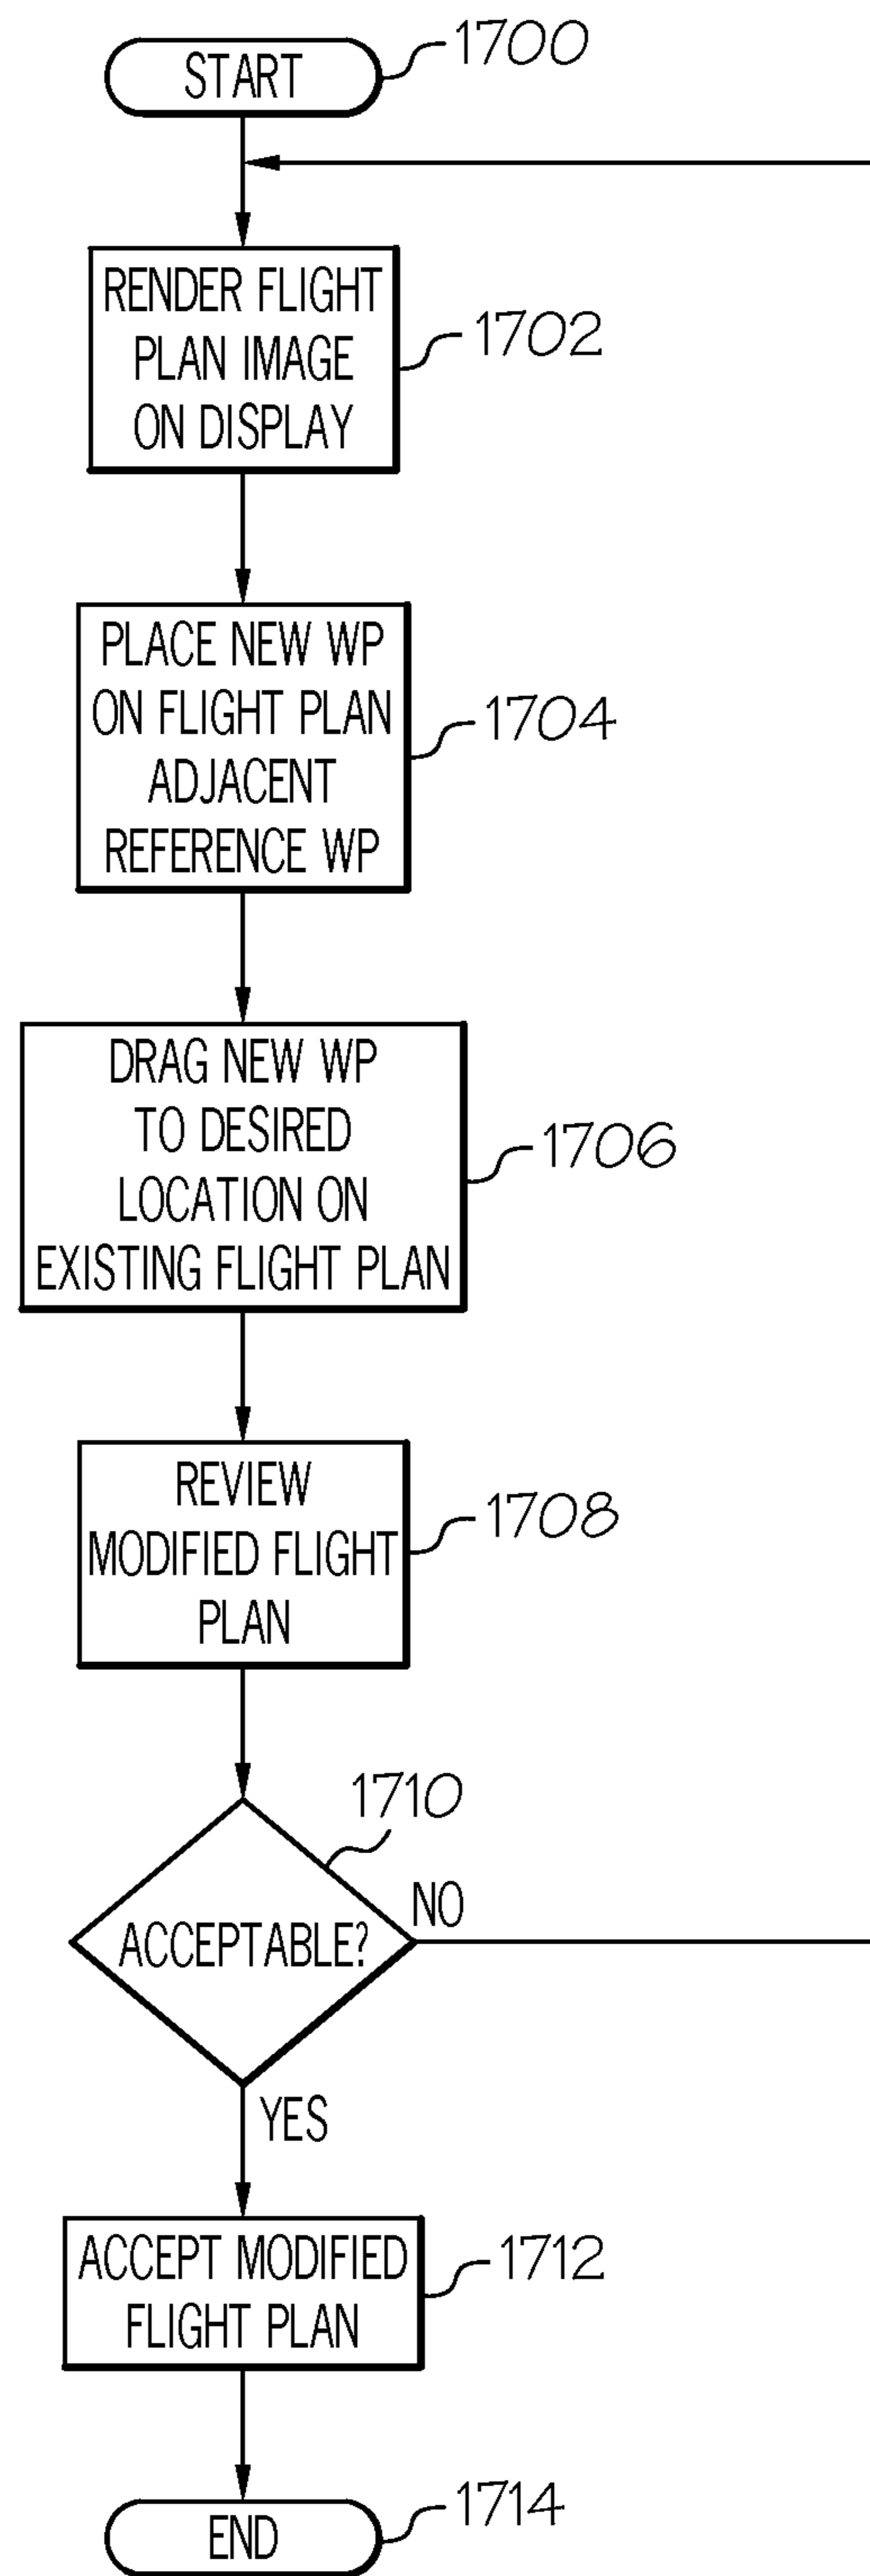 START
1700
RENDER FLIGHT
PLAN IMAGE
ON DISPLAY
1702
PLACE NEW WP
ON FLIGHT PLAN
ADJACENT
REFERENCE WP
1704
DRAG NEW WP
TO DESIRED
LOCATION ON
EXISTING FLIGHT PLAN
1706
REVIEW
MODIFIED FLIGHT
PLAN
1708
1710
ACCEPTABLE?
NO
YES
ACCEPT MODIFIED
FLIGHT PLAN
1712
END
1714